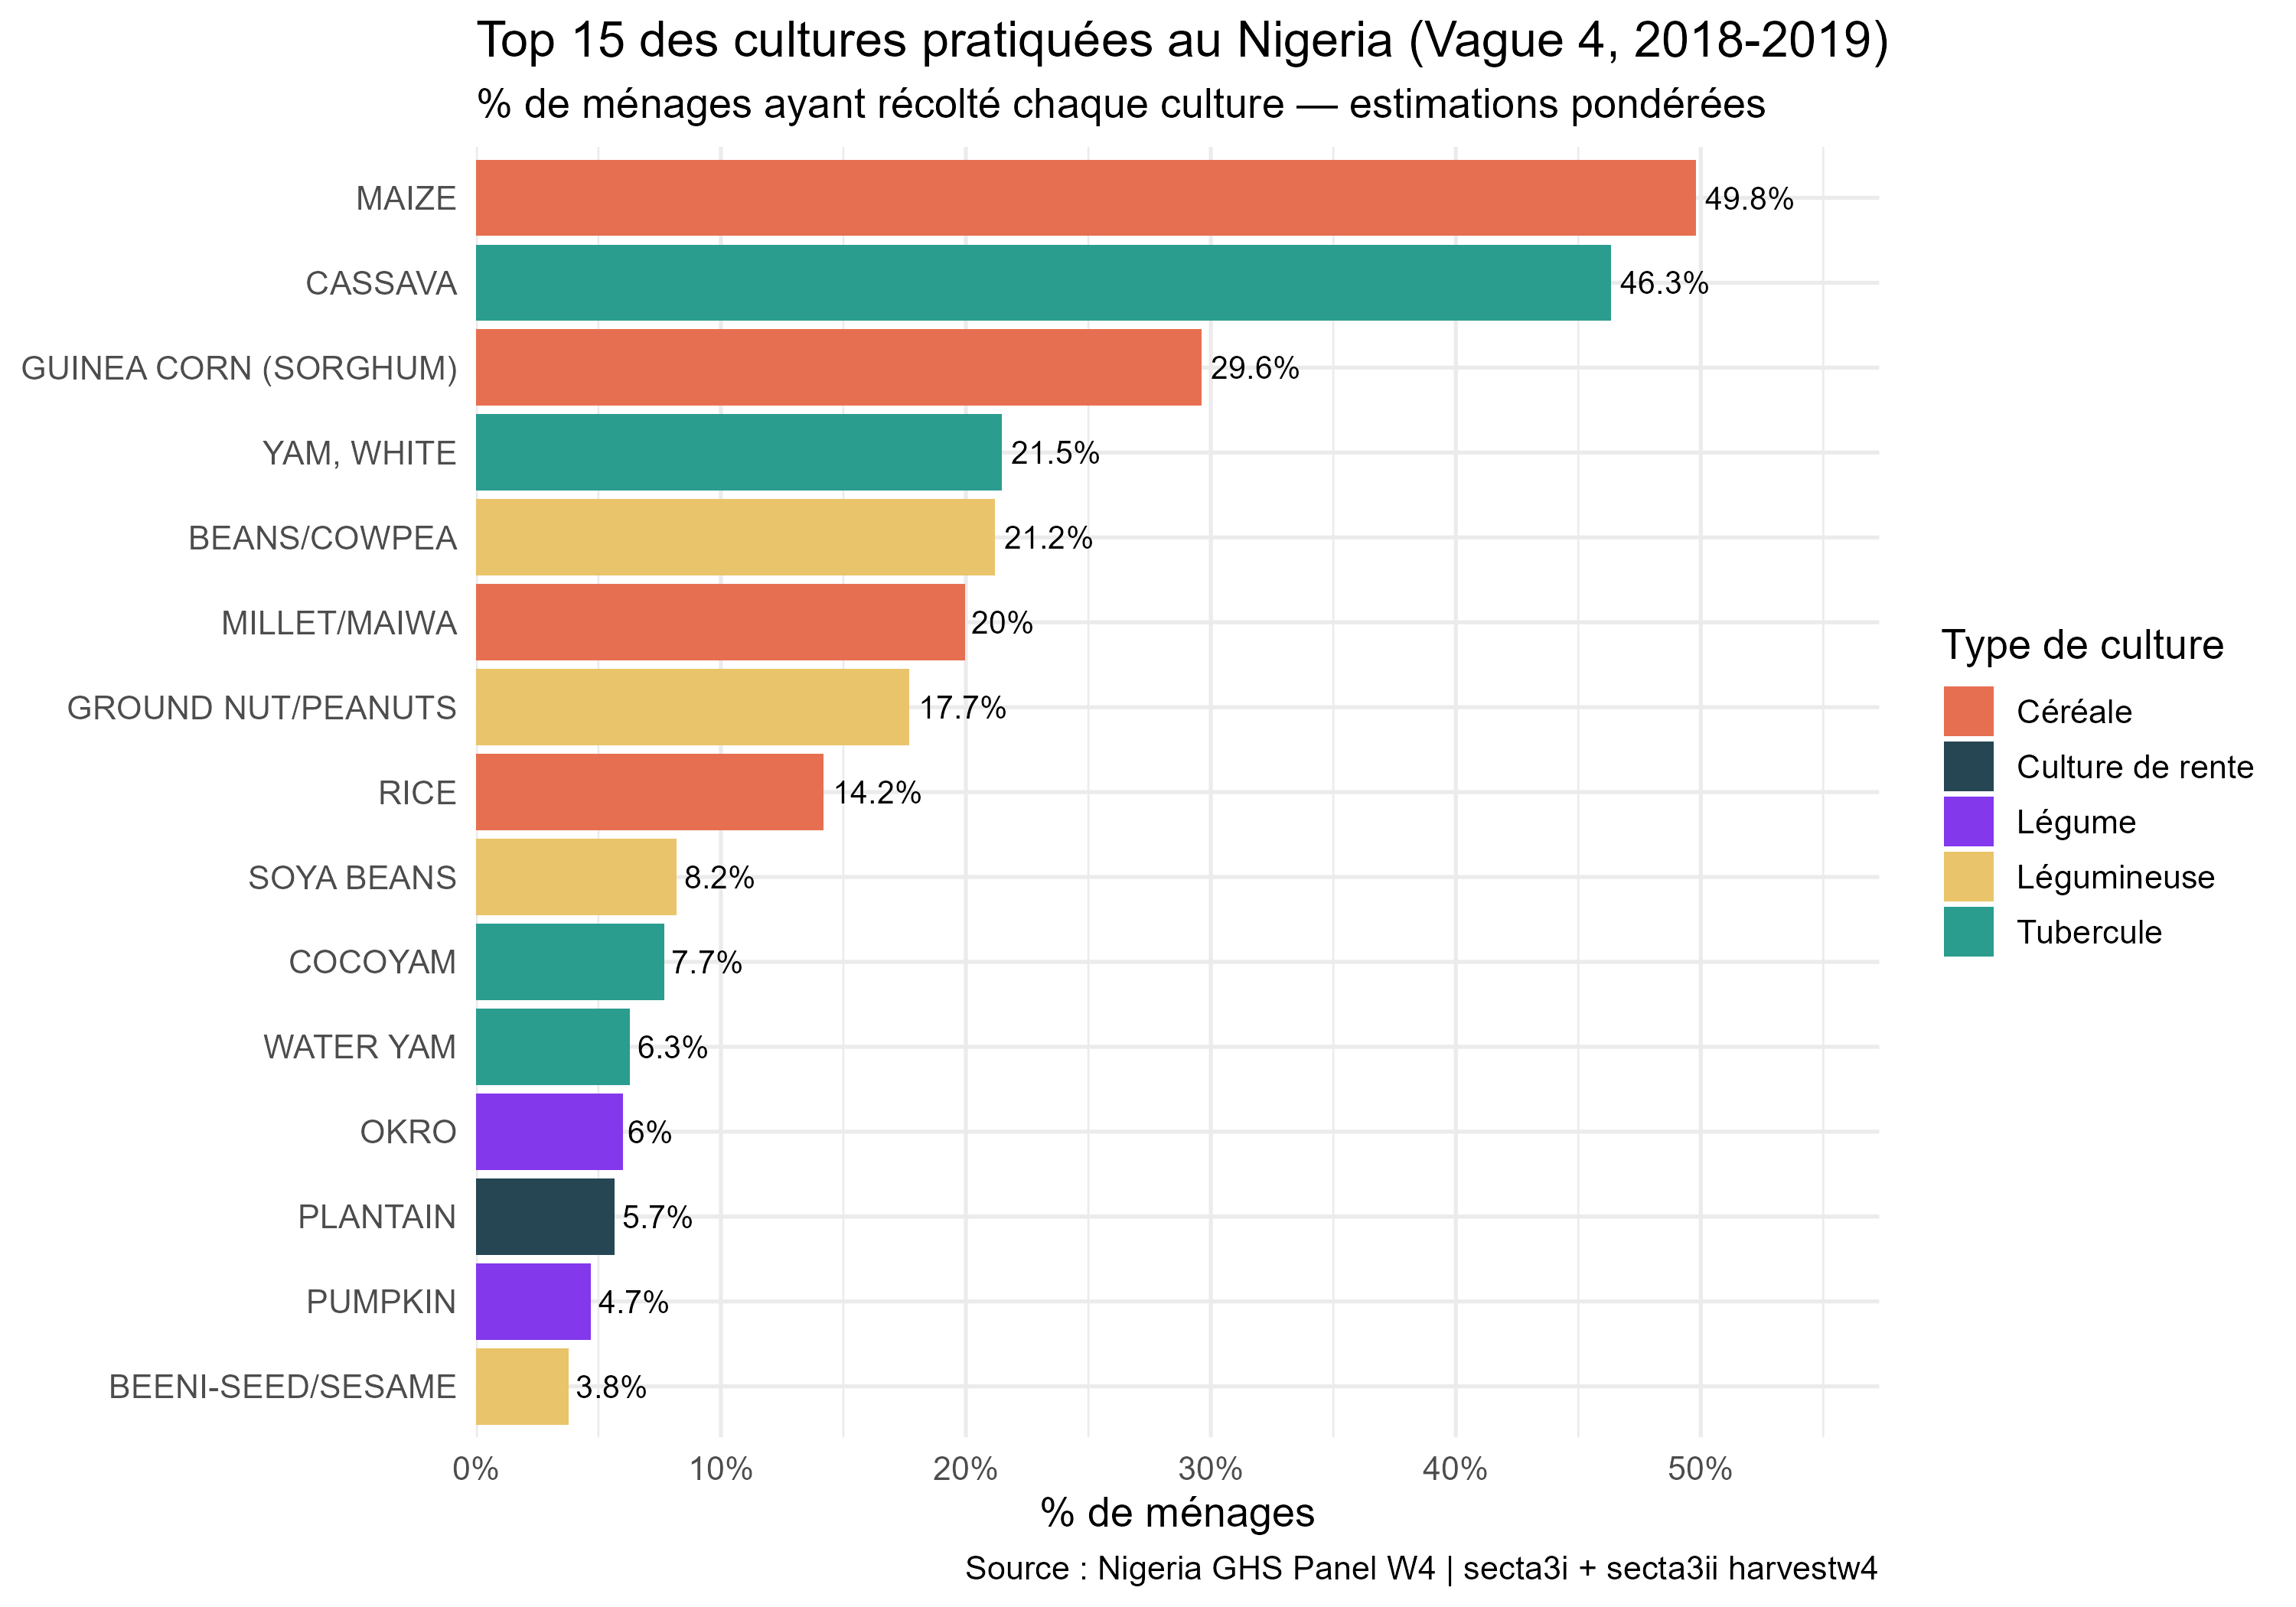 Top 15 des cultures pratiquées au Nigeria (Vague 4, 2018-2019)
% de ménages ayant récolté chaque culture — estimations pondérées
MAIZE 49.8%
CASSAVA 46.3%
GUINEA CORN (SORGHUM) 29.6%
YAM, WHITE 21.5%
BEANS/COWPEA 21.2%
MILLET/MAIWA 20%
GROUND NUT/PEANUTS 17.7%
RICE 14.2%
SOYA BEANS 8.2%
COCOYAM 7.7%
WATER YAM 6.3%
OKRO 6%
PLANTAIN 5.7%
PUMPKIN 4.7%
BEENI-SEED/SESAME 3.8%
0% 10% 20% 30% 40% 50%
% de ménages
Type de culture
Céréale
Culture de rente
Légume
Légumineuse
Tubercule
Source : Nigeria GHS Panel W4 | secta3i + secta3ii harvestw4